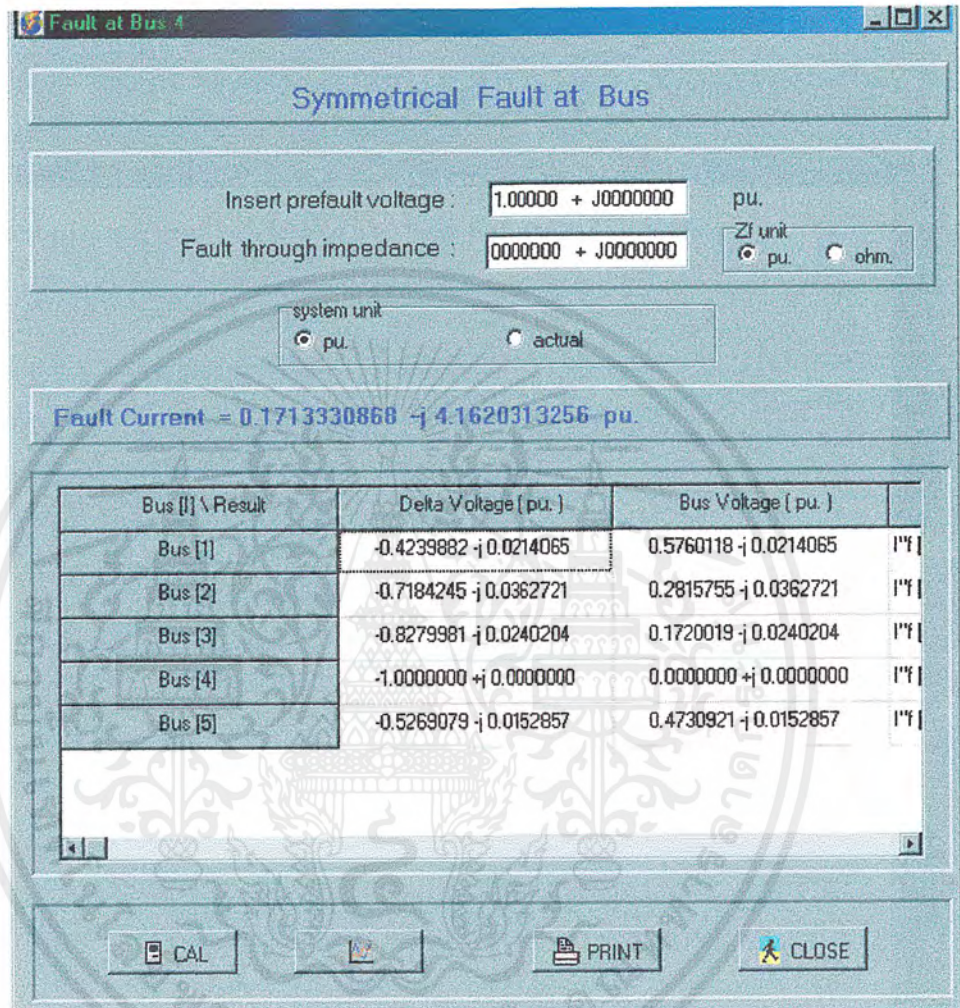 Fault at Bus 4
Symmetrical Fault at Bus
Insert prefault voltage : 1.00000 + J0000000 pu.
Fault through impedance : 0000000 + J0000000
Zf unit
pu. ohm.
system unit
pu. actual
Fault Current = 0.1713330868 -j 4.1620313256 pu.
Bus [I] \ Result Delta Voltage ( pu. ) Bus Voltage ( pu. )
Bus [1] -0.4239882 -j 0.0214065 0.5760118 -j 0.0214065 I"f [
Bus [2] -0.7184245 -j 0.0362721 0.2815755 -j 0.0362721 I"f [
Bus [3] -0.8279981 -j 0.0240204 0.1720019 -j 0.0240204 I"f [
Bus [4] -1.0000000 +j 0.0000000 0.0000000 +j 0.0000000 I"f [
Bus [5] -0.5269079 -j 0.0152857 0.4730921 -j 0.0152857 I"f [
CAL PRINT CLOSE